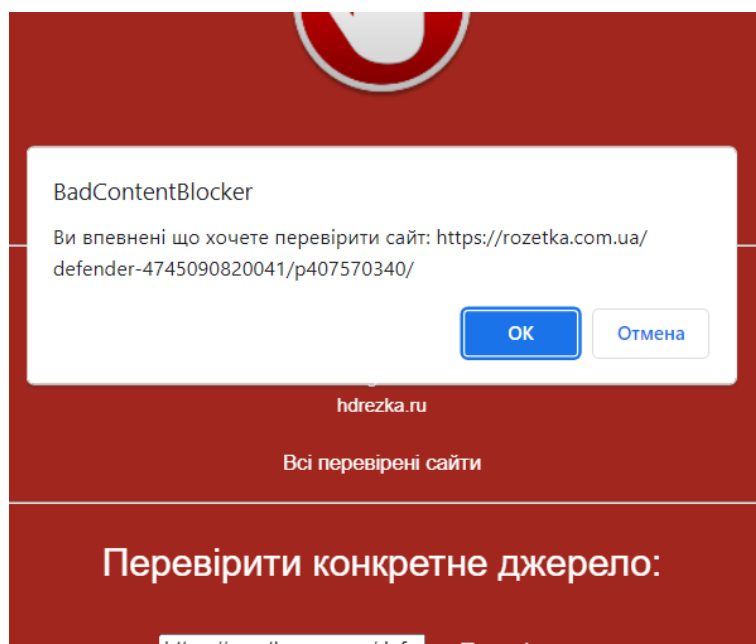 BadContentBlocker
Ви впевнені що хочете перевірити сайт: https://rozetka.com.ua/
defender-4745090820041/p407570340/
ОК
Отмена
hdrezka.ru
Всі перевірені сайти
Перевірити конкретне джерело: